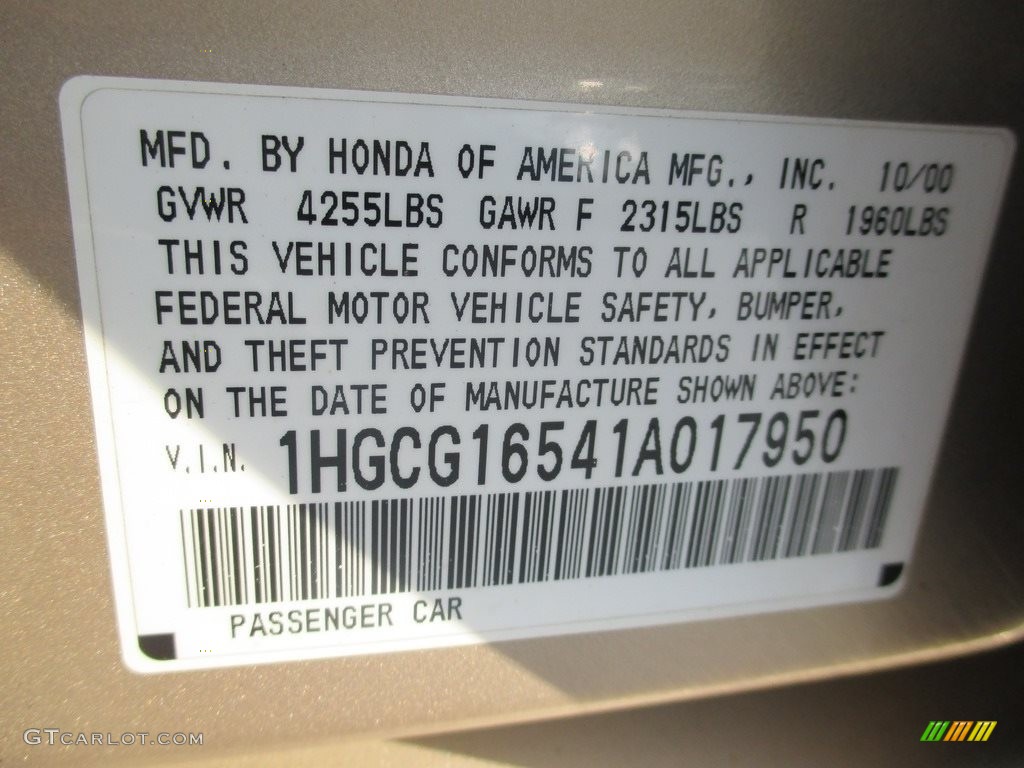 MFD. BY HONDA OF AMERICA MFG., INC. 10/00
GVWR 4255LBS GAWR F 2315LBS R 1960LBS
THIS VEHICLE CONFORMS TO ALL APPLICABLE
FEDERAL MOTOR VEHICLE SAFETY, BUMPER,
AND THEFT PREVENTION STANDARDS IN EFFECT
ON THE DATE OF MANUFACTURE SHOWN ABOVE:
V.I.N. 1HGCG16541A017950
PASSENGER CAR
GTCARLOT.COM